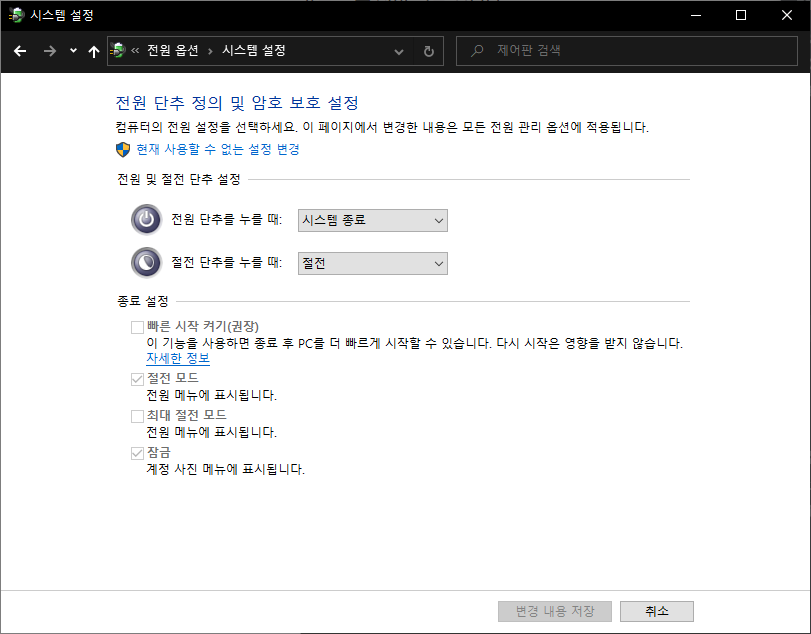 시스템 설정
« 전원 옵션 › 시스템 설정
제어판 검색
전원 단추 정의 및 암호 보호 설정
컴퓨터의 전원 설정을 선택하세요. 이 페이지에서 변경한 내용은 모든 전원 관리 옵션에 적용됩니다.
현재 사용할 수 없는 설정 변경
전원 및 절전 단추 설정
전원 단추를 누를 때: 시스템 종료
절전 단추를 누를 때: 절전
종료 설정
빠른 시작 켜기(권장)
이 기능을 사용하면 종료 후 PC를 더 빠르게 시작할 수 있습니다. 다시 시작은 영향을 받지 않습니다.
자세한 정보
절전 모드
전원 메뉴에 표시됩니다.
최대 절전 모드
전원 메뉴에 표시됩니다.
잠금
계정 사진 메뉴에 표시됩니다.
변경 내용 저장 취소